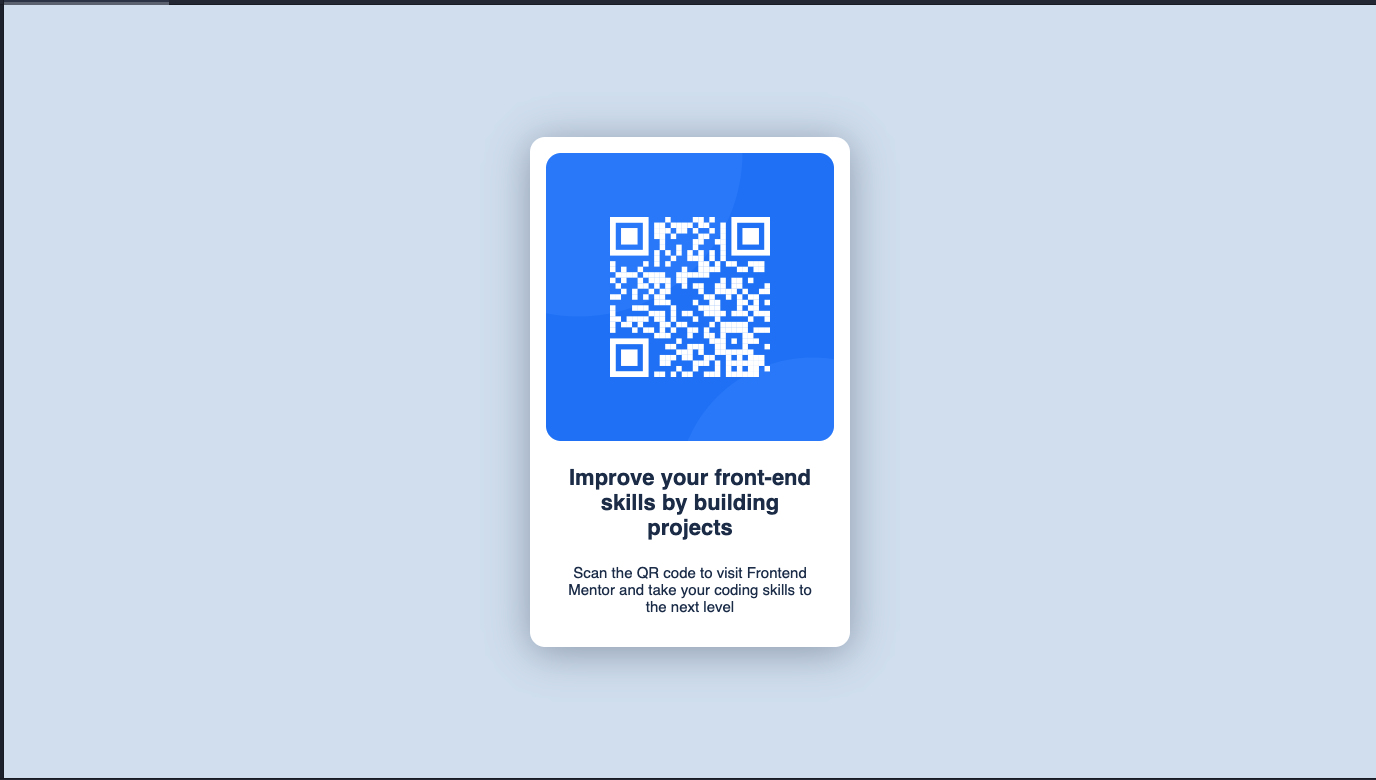 Improve your front-end
skills by building
projects
Scan the QR code to visit Frontend
Mentor and take your coding skills to
the next level